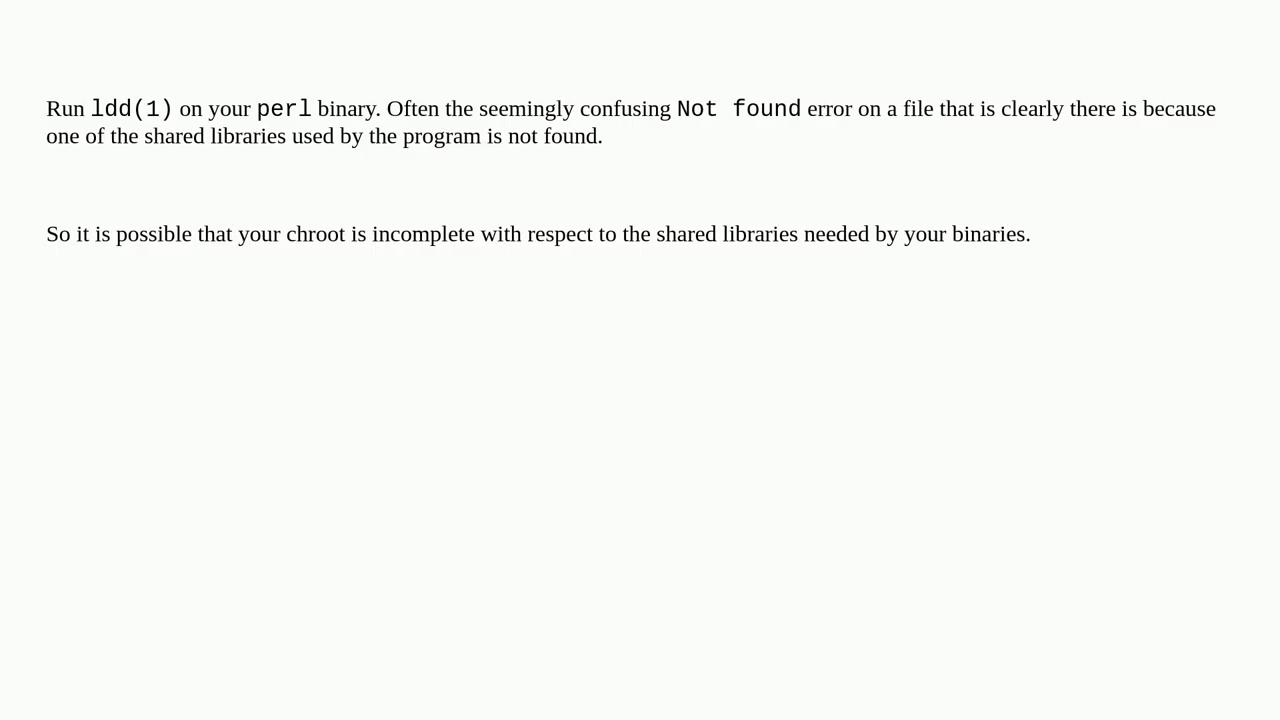 Run ldd(1) on your perl binary. Often the seemingly confusing Not found error on a file that is clearly there is because
one of the shared libraries used by the program is not found.
So it is possible that your chroot is incomplete with respect to the shared libraries needed by your binaries.